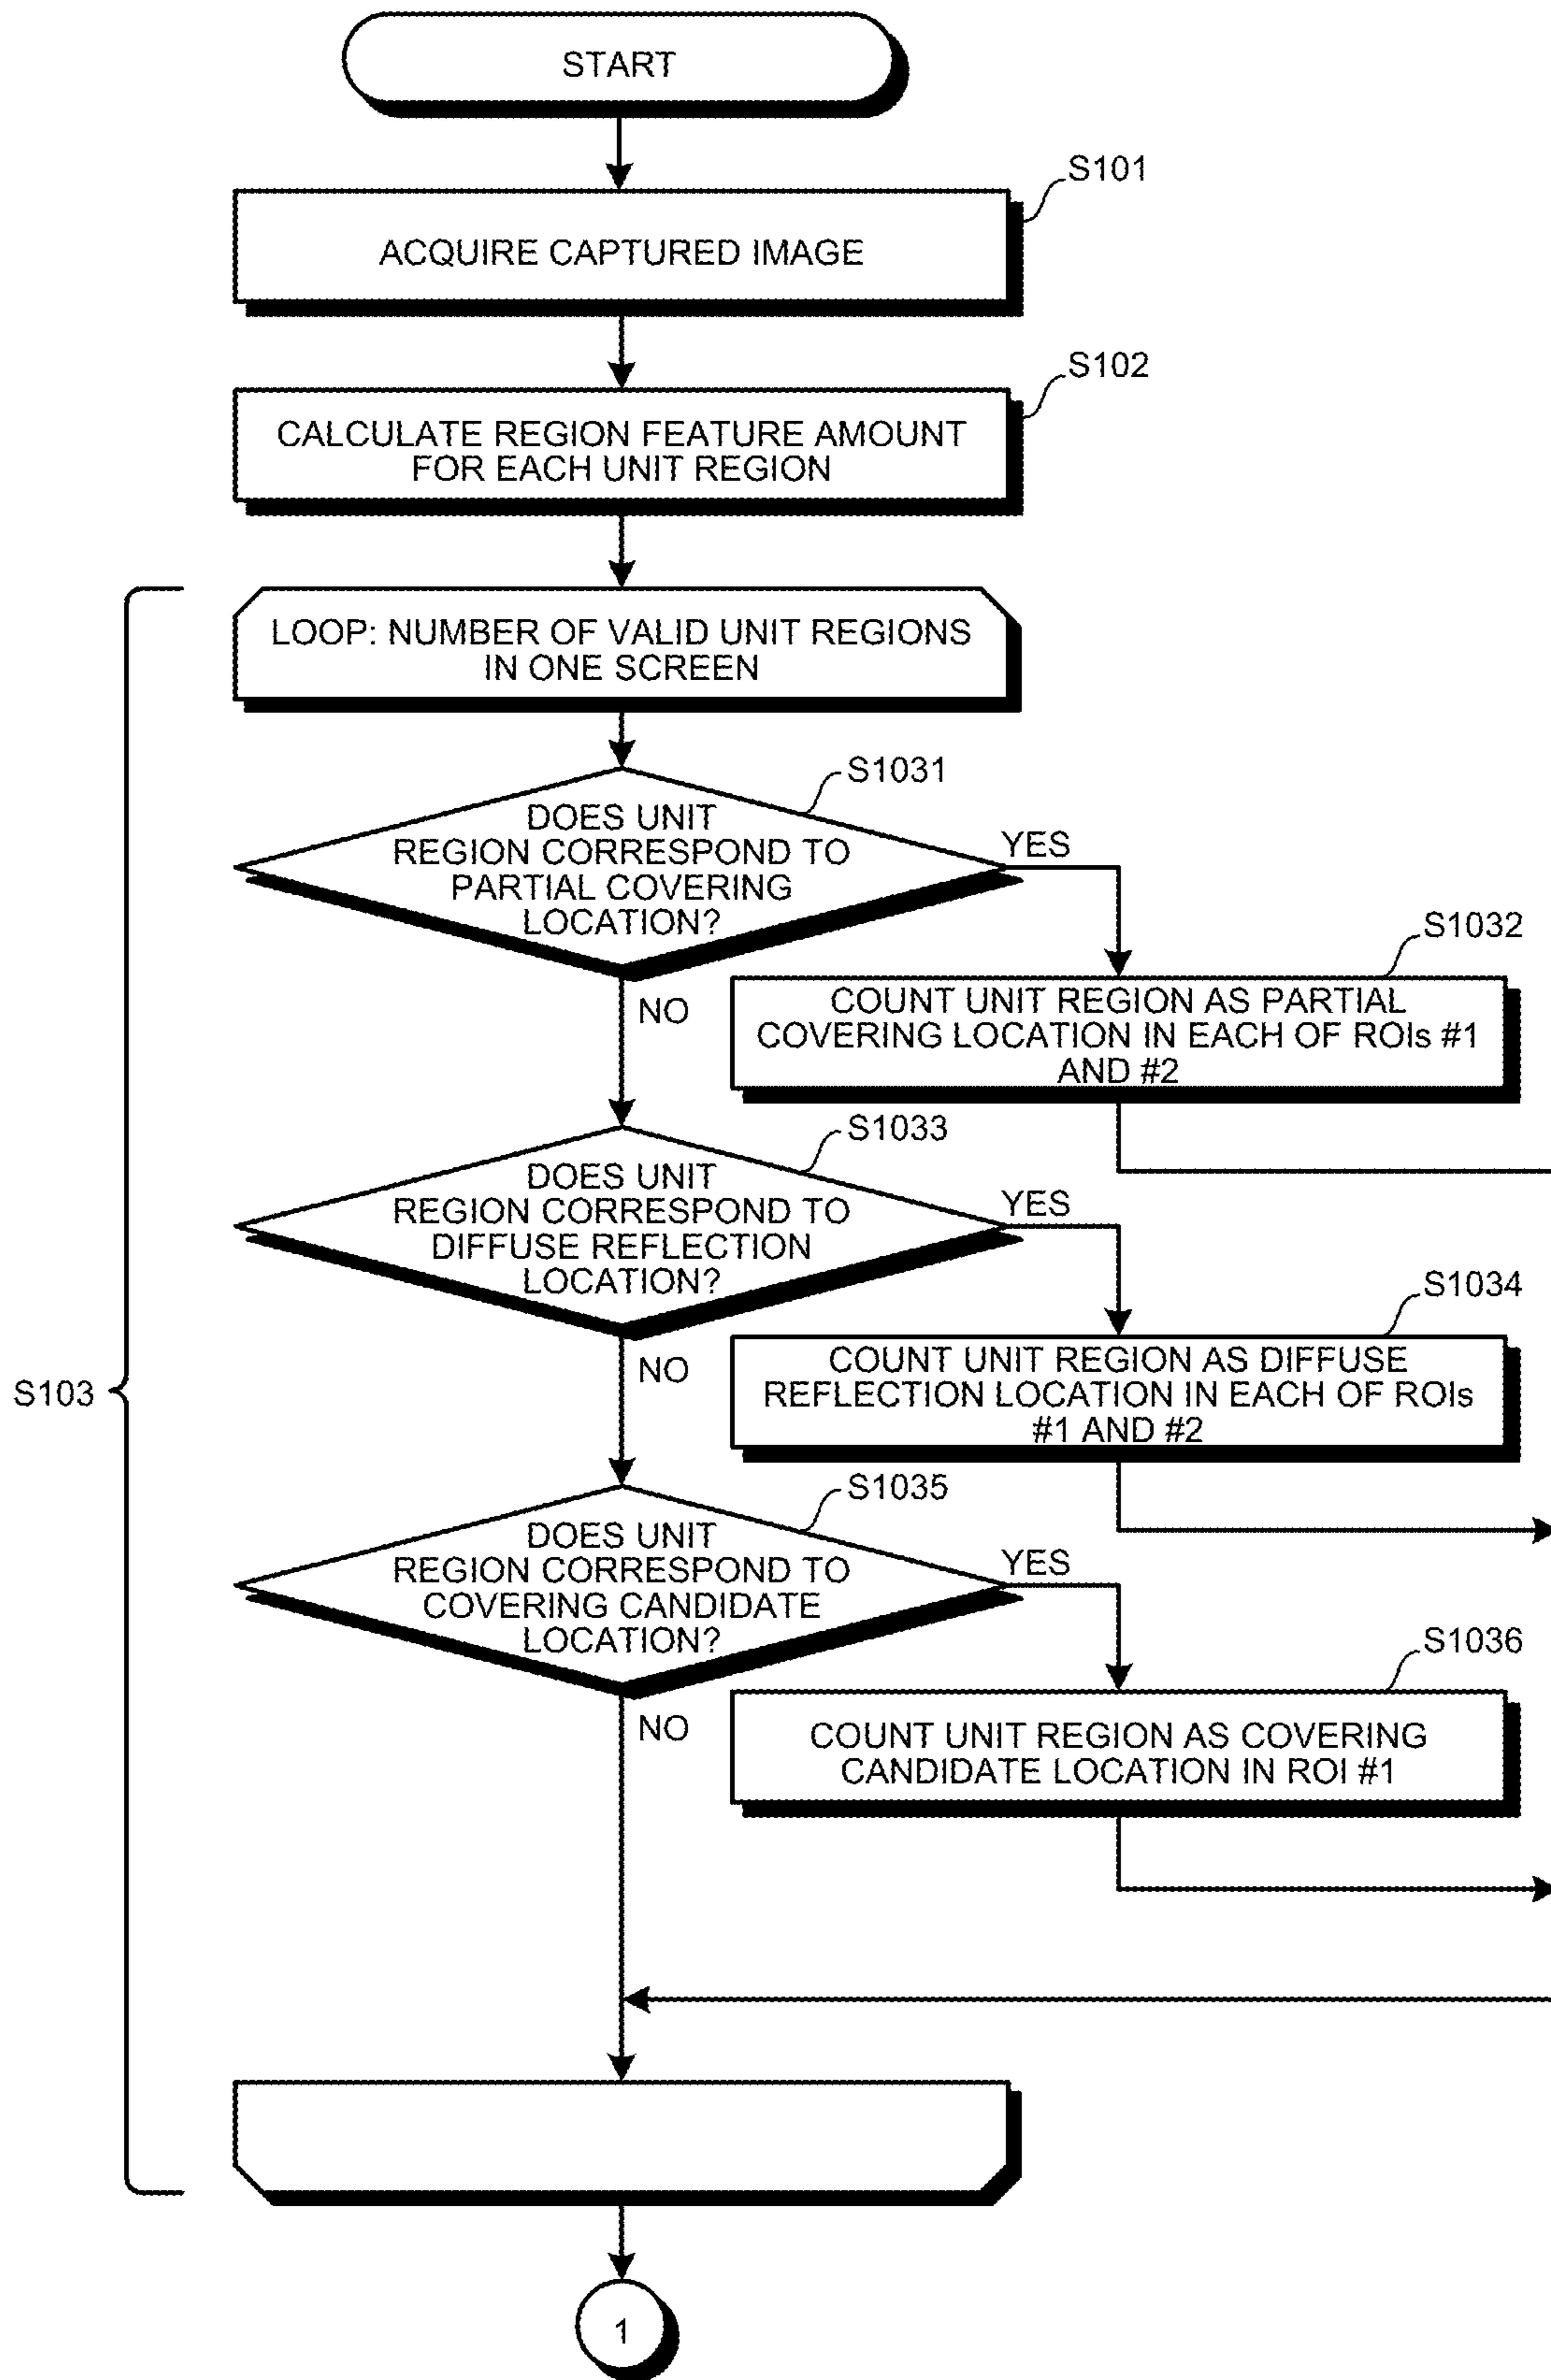 START
S101
ACQUIRE CAPTURED IMAGE
S102
CALCULATE REGION FEATURE AMOUNT
FOR EACH UNIT REGION
LOOP: NUMBER OF VALID UNIT REGIONS
IN ONE SCREEN
S1031
DOES UNIT
REGION CORRESPOND TO
PARTIAL COVERING
LOCATION?
YES
NO
S1032
COUNT UNIT REGION AS PARTIAL
COVERING LOCATION IN EACH OF ROIs #1
AND #2
S1033
DOES UNIT
REGION CORRESPOND TO
DIFFUSE REFLECTION
LOCATION?
YES
NO
S1034
COUNT UNIT REGION AS DIFFUSE
REFLECTION LOCATION IN EACH OF ROIs
#1 AND #2
S103
S1035
DOES UNIT
REGION CORRESPOND TO
COVERING CANDIDATE
LOCATION?
YES
NO
S1036
COUNT UNIT REGION AS COVERING
CANDIDATE LOCATION IN ROI #1
1